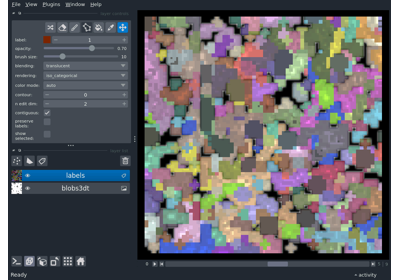 File View Plugins Window Help
label: 1
opacity: 0.70
brush size: 10
blending: translucent
rendering: iso_categorical
color mode: auto
contour: 0
n edit dim: 2
contiguous:
preserve
labels:
show
selected:
labels
blobs3dt
Ready
activity